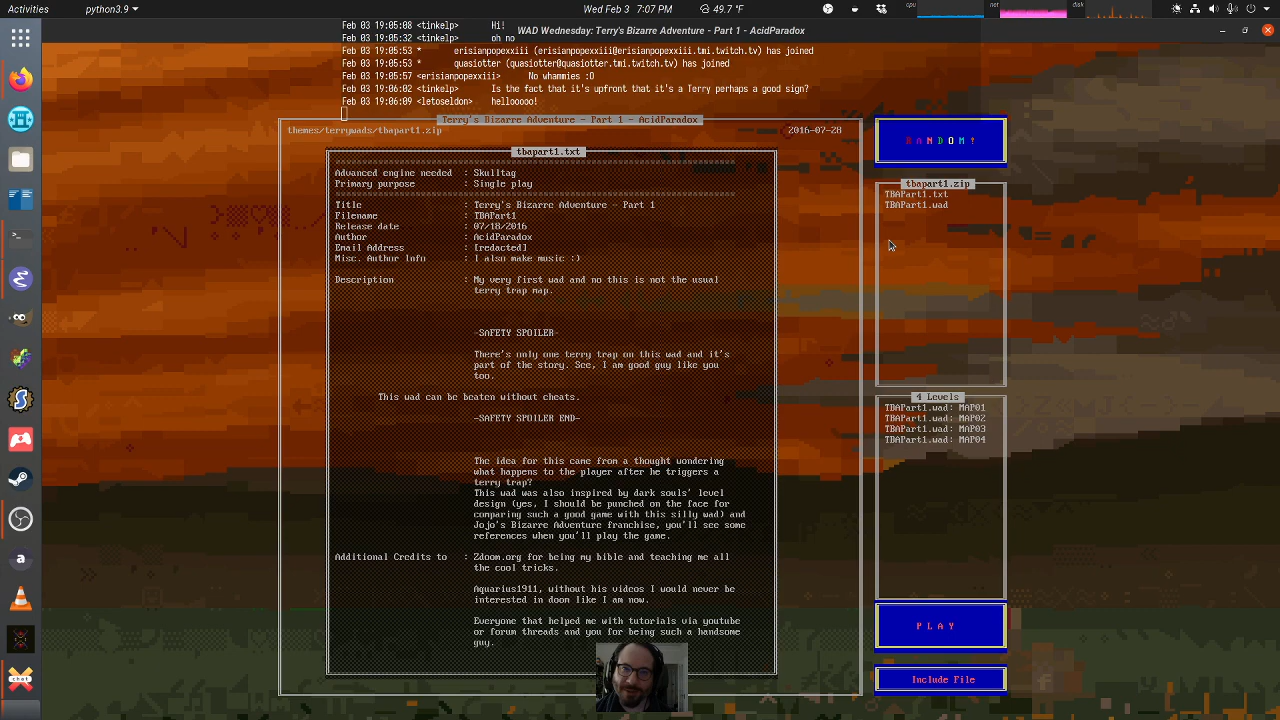 Activities
python3.9
Wed Feb 3  7:07 PM
49.7 °F
cpu
net
disk
WAD Wednesday: Terry's Bizarre Adventure - Part 1 - AcidParadox
Feb 03 19:05:08 <tinkelp> Hi!
Feb 03 19:05:32 <tinkelp> oh no
Feb 03 19:05:53 * erisianpopexxiii (erisianpopexxiii@erisianpopexxiii.tmi.twitch.tv) has joined
Feb 03 19:05:53 * quasiotter (quasiotter@quasiotter.tmi.twitch.tv) has joined
Feb 03 19:05:57 <erisianpopexxiii> No whammies :D
Feb 03 19:06:02 <tinkelp> Is the fact that it's upfront that it's a Terry perhaps a good sign?
Feb 03 19:06:09 <letoseldon> hellooooo!
Terry's Bizarre Adventure - Part 1 - AcidParadox
themes/terrywads/tbapart1.zip
2016-07-28
tbapart1.txt
Advanced engine needed : Skulltag
Primary purpose : Single play
Title : Terry's Bizarre Adventure - Part 1
Filename : TBAPart1
Release date : 07/18/2016
Author : AcidParadox
Email Address : [redacted]
Misc. Author Info : I also make music :)
Description : My very first wad and no this is not the usual
terry trap map.
-SAFETY SPOILER-
There's only one terry trap on this wad and it's
part of the story. See, I am good guy like you
too.
This wad can be beaten without cheats.
-SAFETY SPOILER END-
The idea for this came from a thought wondering
what happens to the player after he triggers a
terry trap?
This wad was also inspired by dark souls' level
design (yes, I should be punched on the face for
comparing such a good game with this silly wad) and
Jojo's Bizarre Adventure franchise, you'll see some
references when you'll play the game.
Additional Credits to : Zdoom.org for being my bible and teaching me all
the cool tricks.
Aquarius1911, without his videos I would never be
interested in doom like I am now.
Everyone that helped me with tutorials via youtube
or forum threads and you for being such a handsome
guy.
RANDOM!
tbapart1.zip
TBAPart1.txt
TBAPart1.wad
4 Levels
TBAPart1.wad: MAP01
TBAPart1.wad: MAP02
TBAPart1.wad: MAP03
TBAPart1.wad: MAP04
PLAY
Include File
a
chat